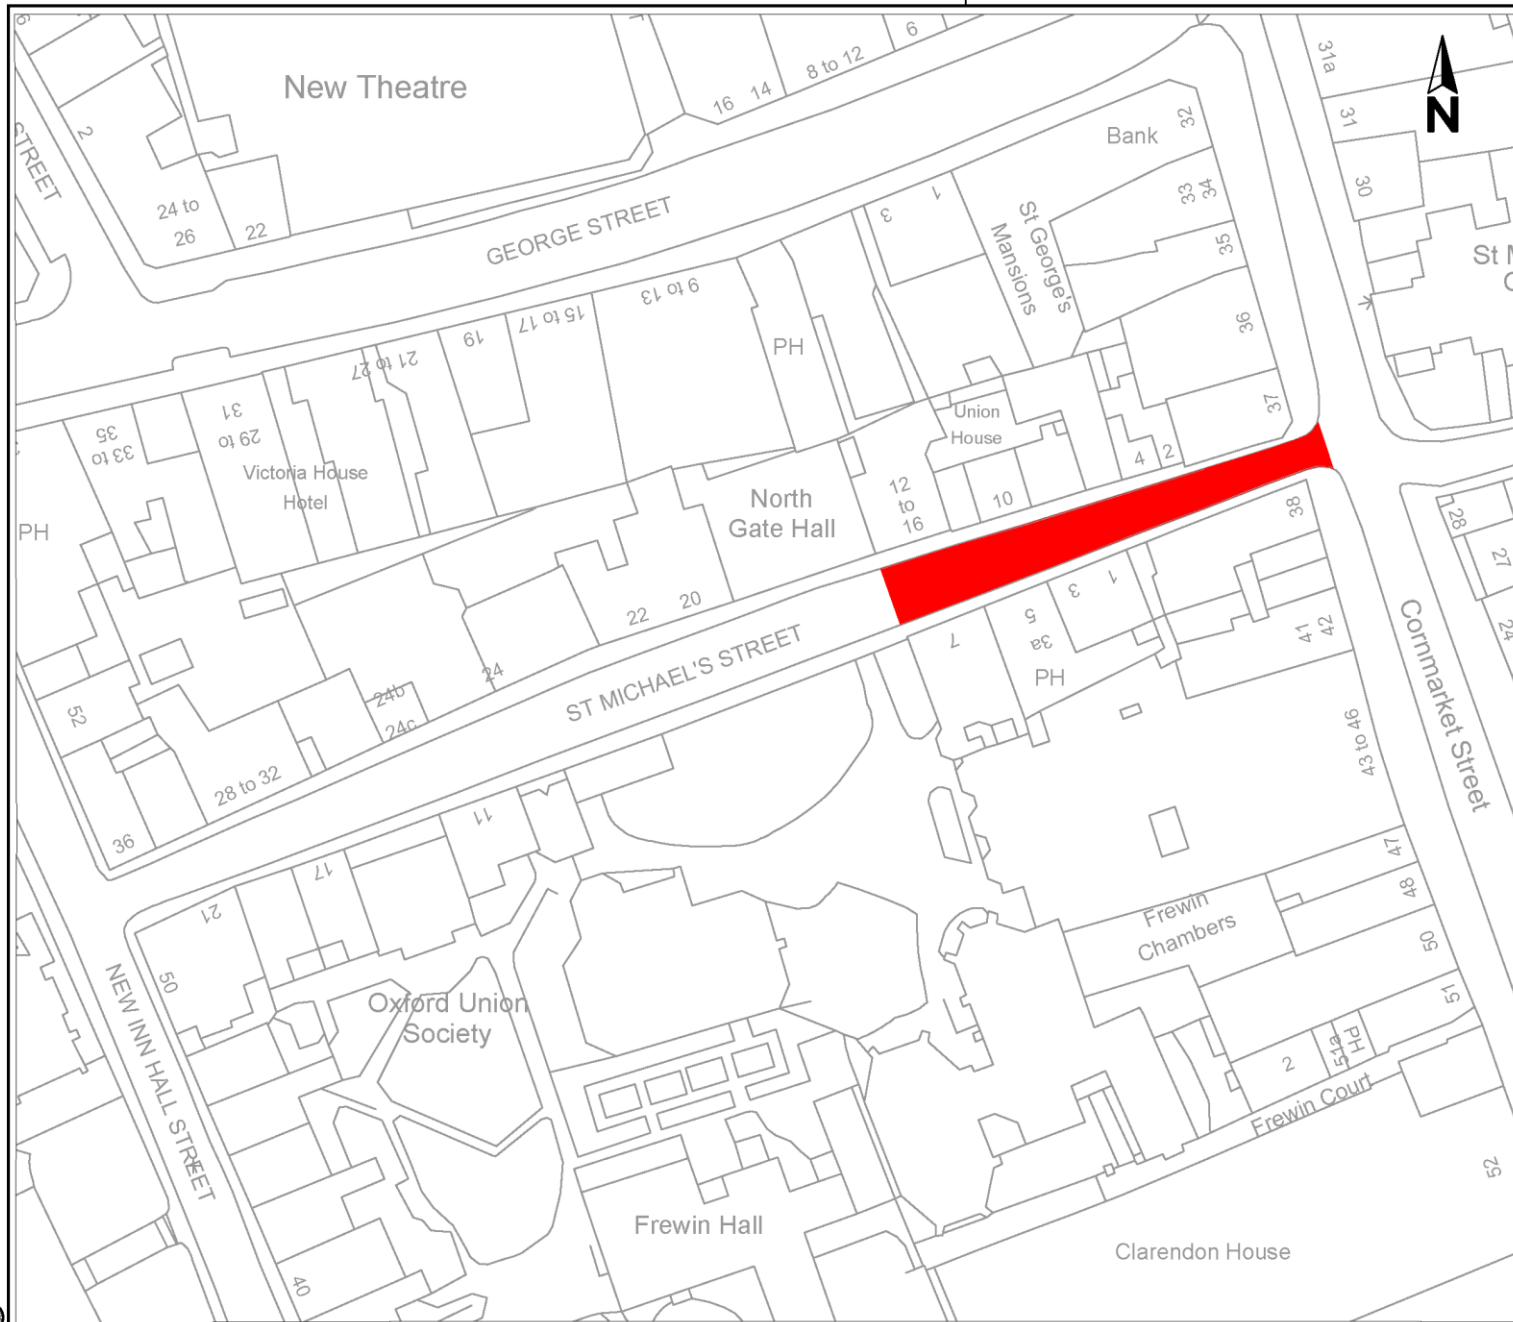 New Theatre
6
8 to 12
14
16
31a
31
N
30
32
Bank
33
34
35
36
37
STREET
2
24 to
26
22
GEORGE STREET
1
3
St George's
Mansions
9 to 13
15 to 17
19
21 to 27
PH
31
29 to
35
33 to
Victoria House
Hotel
PH
Union
House
4
2
10
12
to
16
North
Gate Hall
38
28
27
24
22
20
24
24b
24c
ST MICHAEL'S STREET
1
3
5
3a
PH
7
42
41
Cornmarket Street
52
28 to 32
36
43 to 46
11
17
21
47
48
Frewin
Chambers
50
50
51
NEW INN HALL STREET
Oxford Union
Society
51a
PH
2
Frewin Court
52
Frewin Hall
Clarendon House
40